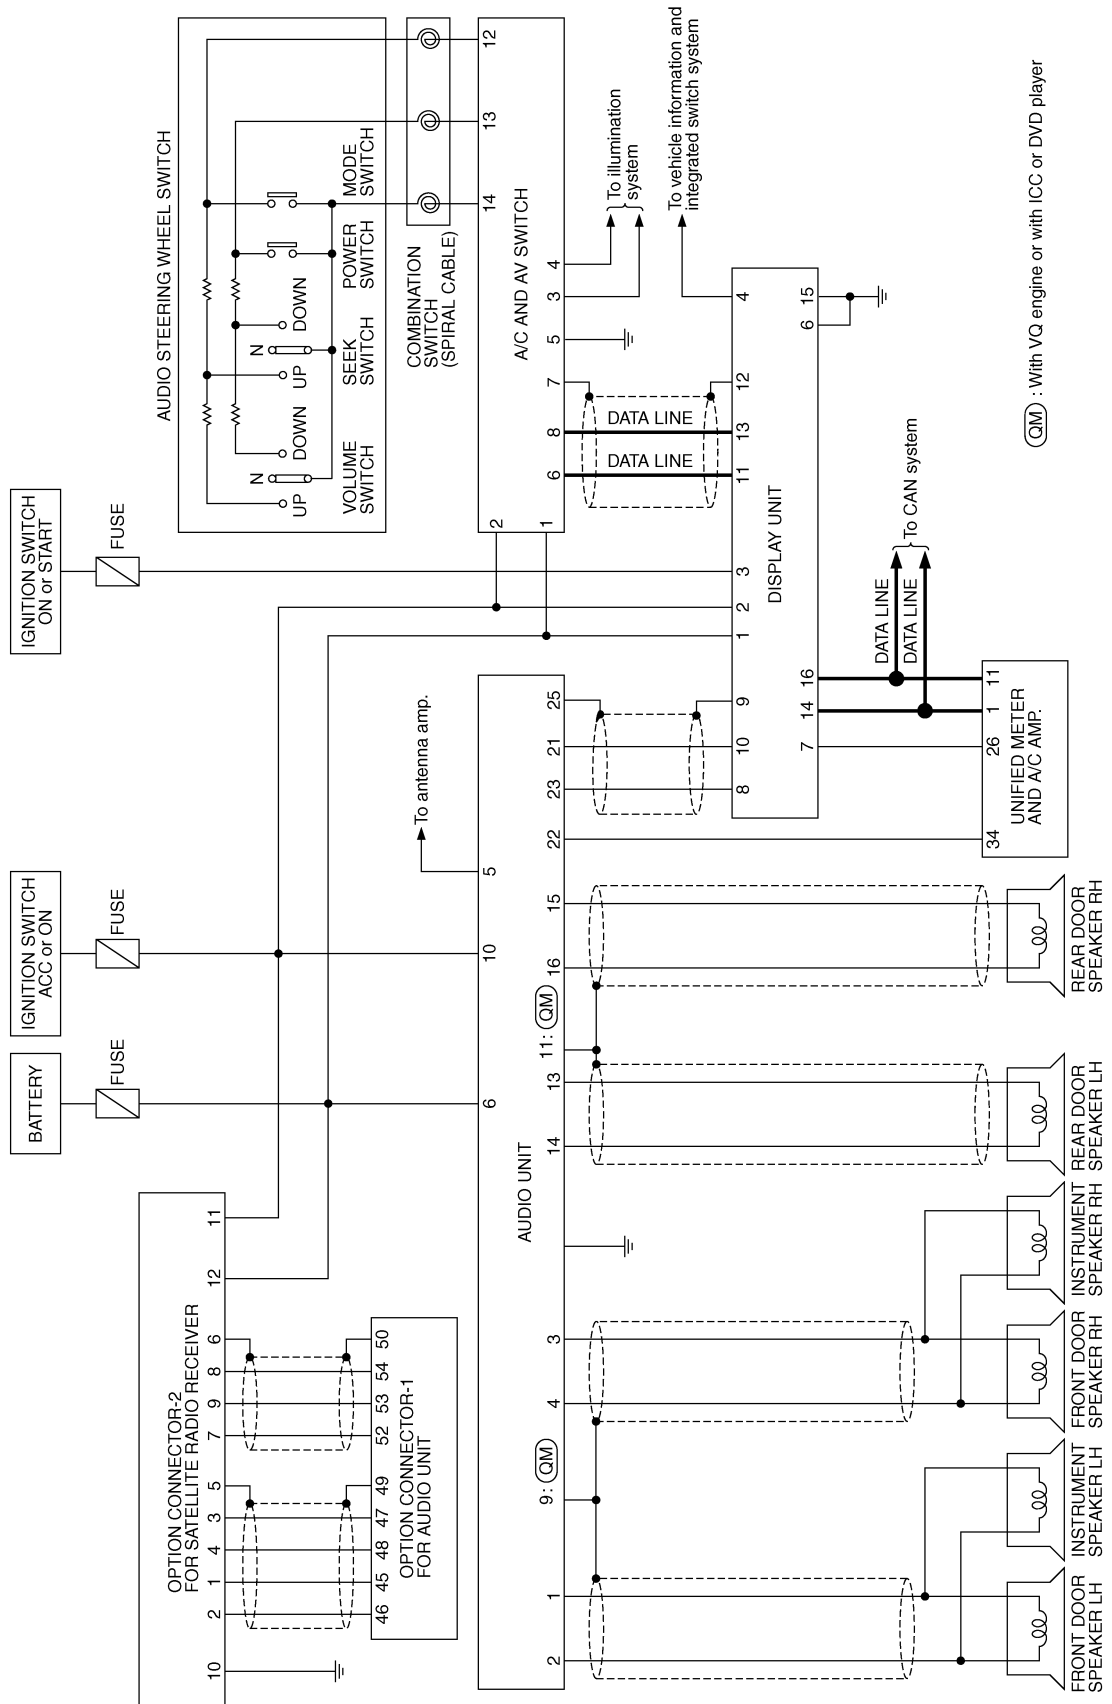 IGNITION SWITCH
ON or START
FUSE
IGNITION SWITCH
ACC or ON
FUSE
BATTERY
FUSE
AUDIO STEERING WHEEL SWITCH
UP
N
DOWN
VOLUME
SWITCH
UP
N
DOWN
SEEK
SWITCH
POWER
SWITCH
MODE
SWITCH
COMBINATION
SWITCH
(SPIRAL CABLE)
14
13
12
A/C AND AV SWITCH
2
1
6
8
7
5
3
4
To illumination
system
To vehicle information and
integrated switch system
DATA LINE
DATA LINE
DISPLAY UNIT
8
10
9
1
2
3
11
13
12
4
7
14
16
6
15
DATA LINE
DATA LINE
To CAN system
UNIFIED METER
AND A/C AMP.
34
26
1
11
QM : With VQ engine or with ICC or DVD player
OPTION CONNECTOR-2
FOR SATELLITE RADIO RECEIVER
10
2
1
4
3
5
7
9
8
6
12
11
OPTION CONNECTOR-1
FOR AUDIO UNIT
46
45
48
47
49
52
53
54
50
AUDIO UNIT
6
10
5
To antenna amp.
2
1
9: QM
4
3
14
13
11: QM
16
15
22
23
21
25
FRONT DOOR
SPEAKER LH
INSTRUMENT
SPEAKER LH
FRONT DOOR
SPEAKER RH
INSTRUMENT
SPEAKER RH
REAR DOOR
SPEAKER LH
REAR DOOR
SPEAKER RH